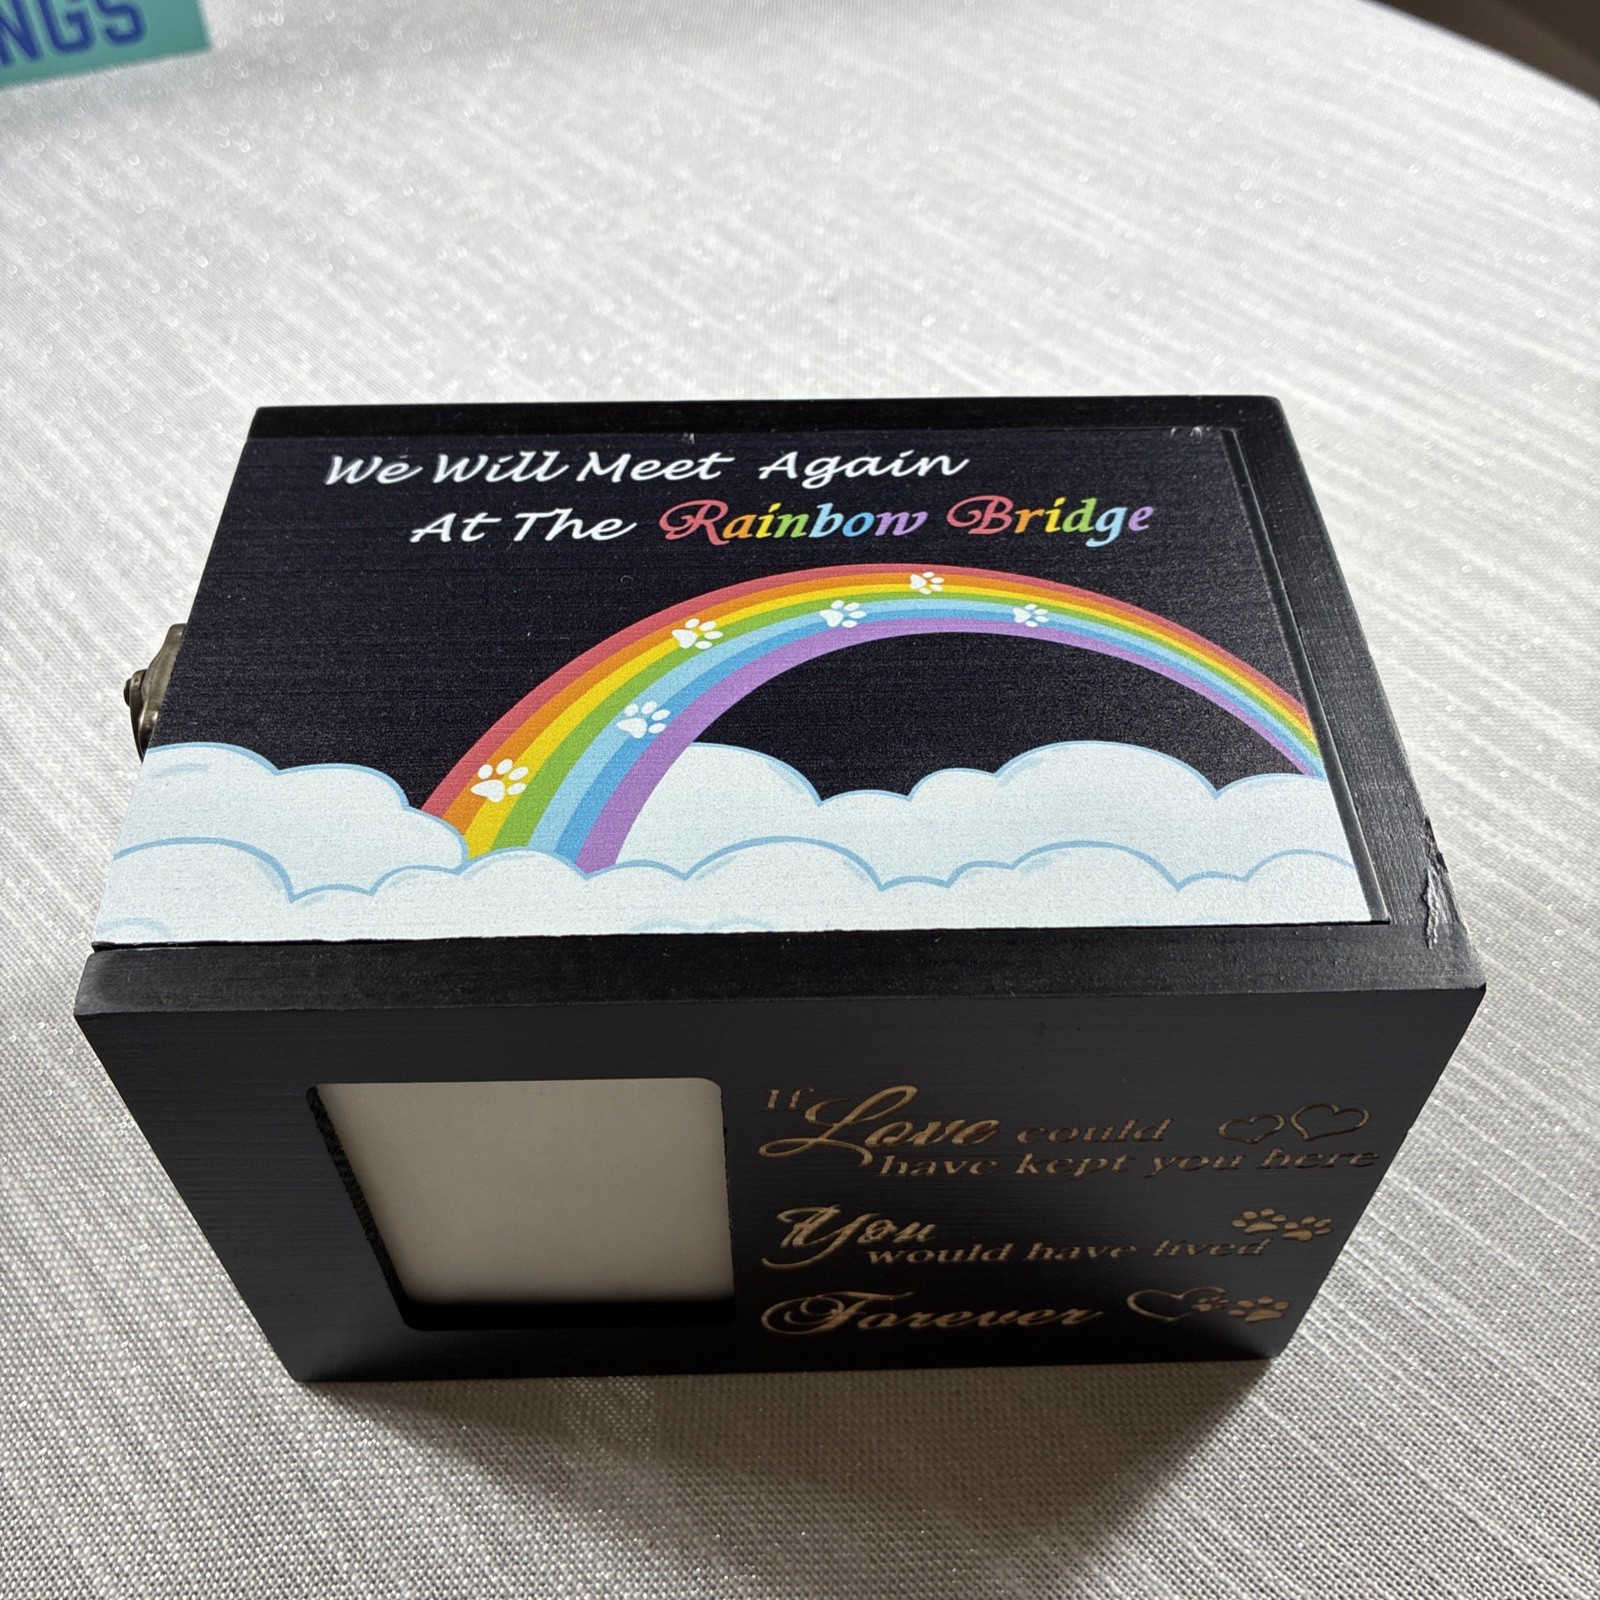 NGS
We Will Meet Again
At The Rainbow Bridge
If Love could
have kept you here
You
would have lived
Forever